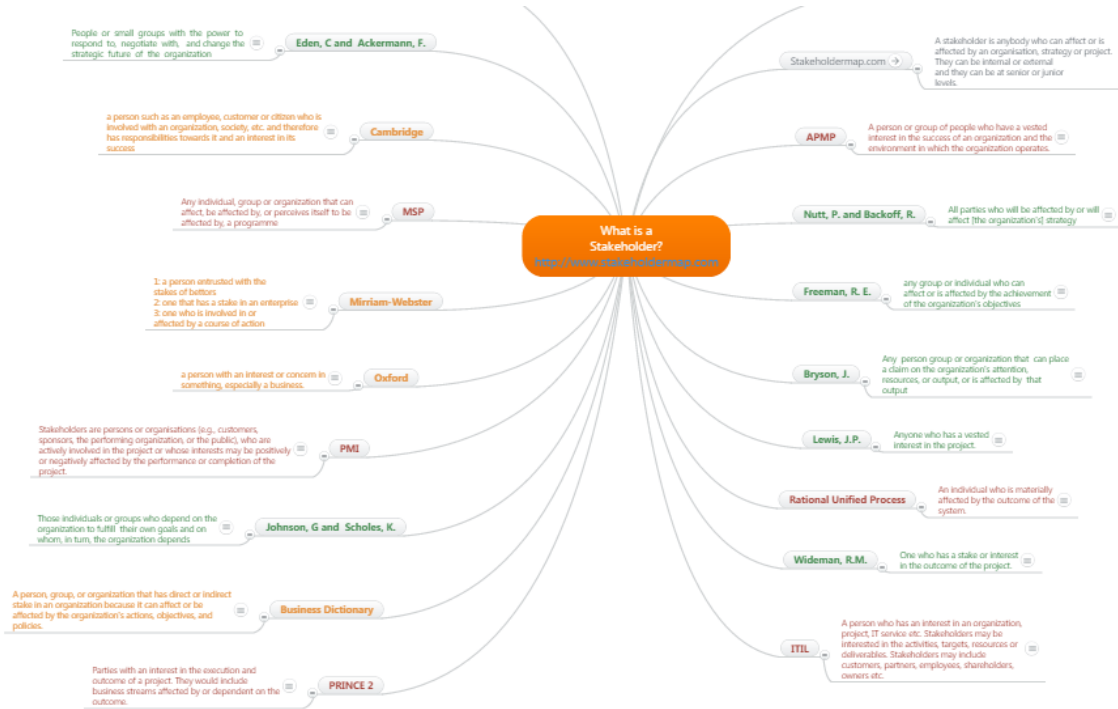 What is a
Stakeholder?
http://www.stakeholdermap.com
People or small groups with the power to
respond to, negotiate with, and change the
strategic future of the organization
Eden, C and Ackermann, F.
a person such as an employee, customer or citizen who is
involved with an organization, society, etc. and therefore
has responsibilities towards it and an interest in its
success
Cambridge
Any individual, group or organization that can
affect, be affected by, or perceives itself to be
affected by, a programme
MSP
1: a person entrusted with the
stakes of bettors
2: one that has a stake in an enterprise
3: one who is involved in or
affected by a course of action
Mirriam-Webster
a person with an interest or concern in
something, especially a business.
Oxford
Stakeholders are persons or organisations (e.g., customers,
sponsors, the performing organization, or the public), who are
actively involved in the project or whose interests may be positively
or negatively affected by the performance or completion of the
project.
PMI
Those individuals or groups who depend on the
organization to fulfill their own goals and on
whom, in turn, the organization depends
Johnson, G and Scholes, K.
A person, group, or organization that has direct or indirect
stake in an organization because it can affect or be
affected by the organization's actions, objectives, and
policies.
Business Dictionary
Parties with an interest in the execution and
outcome of a project. They would include
business streams affected by or dependent on the
outcome.
PRINCE 2
Stakeholdermap.com
A stakeholder is anybody who can affect or is
affected by an organisation, strategy or project.
They can be internal or external
and they can be at senior or junior
levels.
APMP
A person or group of people who have a vested
interest in the success of an organization and the
environment in which the organization operates.
Nutt, P. and Backoff, R.
All parties who will be affected by or will
affect [the organization's] strategy
Freeman, R. E.
any group or individual who can
affect or is affected by the achievement
of the organization's objectives
Bryson, J.
Any person group or organization that can place
a claim on the organization's attention,
resources, or output, or is affected by that
output
Lewis, J.P.
Anyone who has a vested
interest in the project.
Rational Unified Process
An individual who is materially
affected by the outcome of the
system.
Wideman, R.M.
One who has a stake or interest
in the outcome of the project.
ITIL
A person who has an interest in an organization,
project, IT service etc. Stakeholders may be
interested in the activities, targets, resources or
deliverables. Stakeholders may include
customers, partners, employees, shareholders,
owners etc.